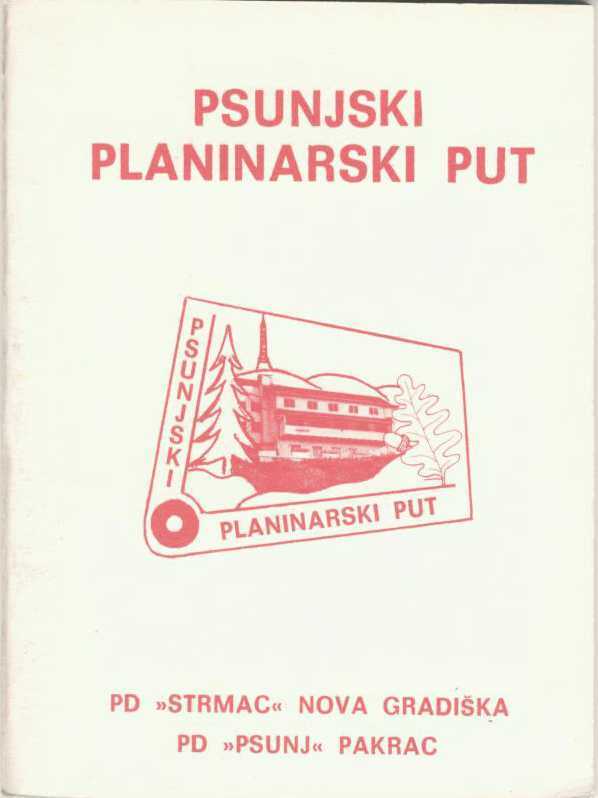 PSUNJSKI
PLANINARSKI PUT
PSUNJSKI
PLANINARSKI PUT
PD »STRMAC« NOVA GRADIŠKA
PD »PSUNJ« PAKRAC